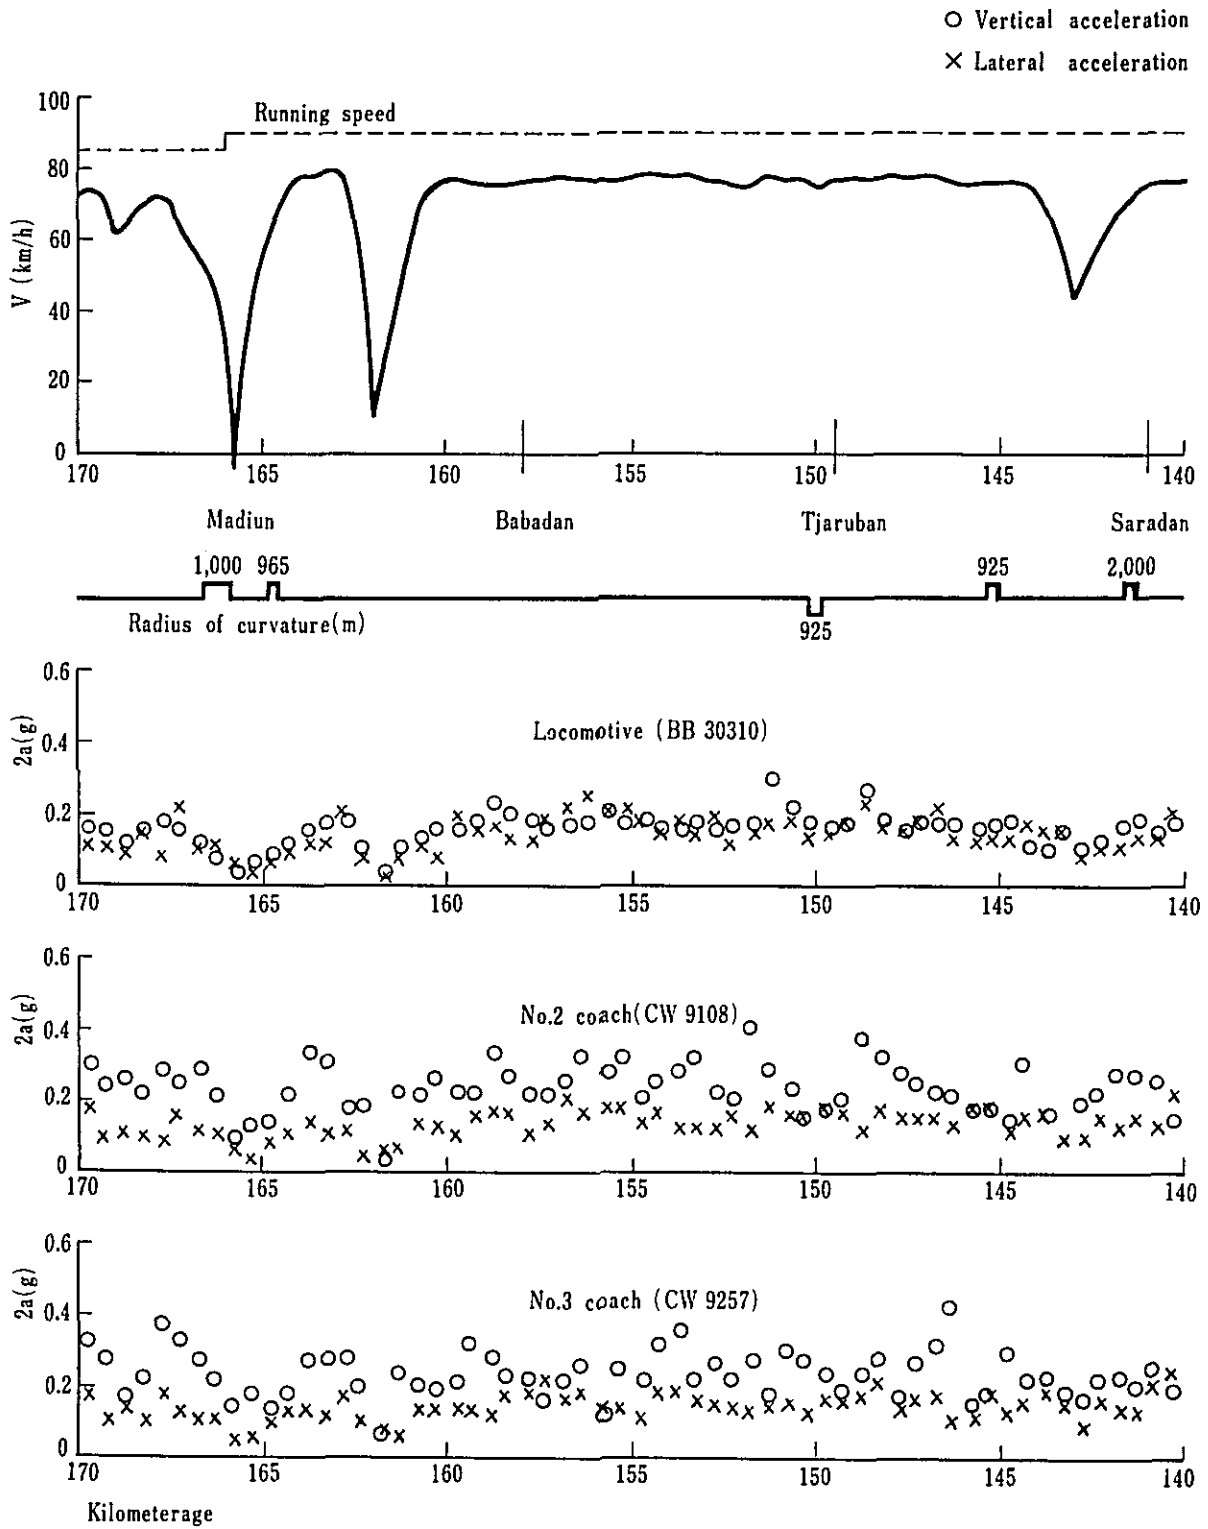 O Vertical acceleration
× Lateral acceleration
Running speed
V (km/h)
100
80
60
40
20
0
170 165 160 155 150 145 140
Madiun Babadan Tjaruban Saradan
1,000 965 925 2,000
Radius of curvature(m) 925
Locomotive (BB 30310)
2a(g)
0.6
0.4
0.2
0
170 165 160 155 150 145 140
No.2 coach(CW 9108)
2a(g)
0.6
0.4
0.2
0
170 165 160 155 150 145 140
No.3 coach (CW 9257)
2a(g)
0.6
0.4
0.2
0
170 165 160 155 150 145 140
Kilometerage